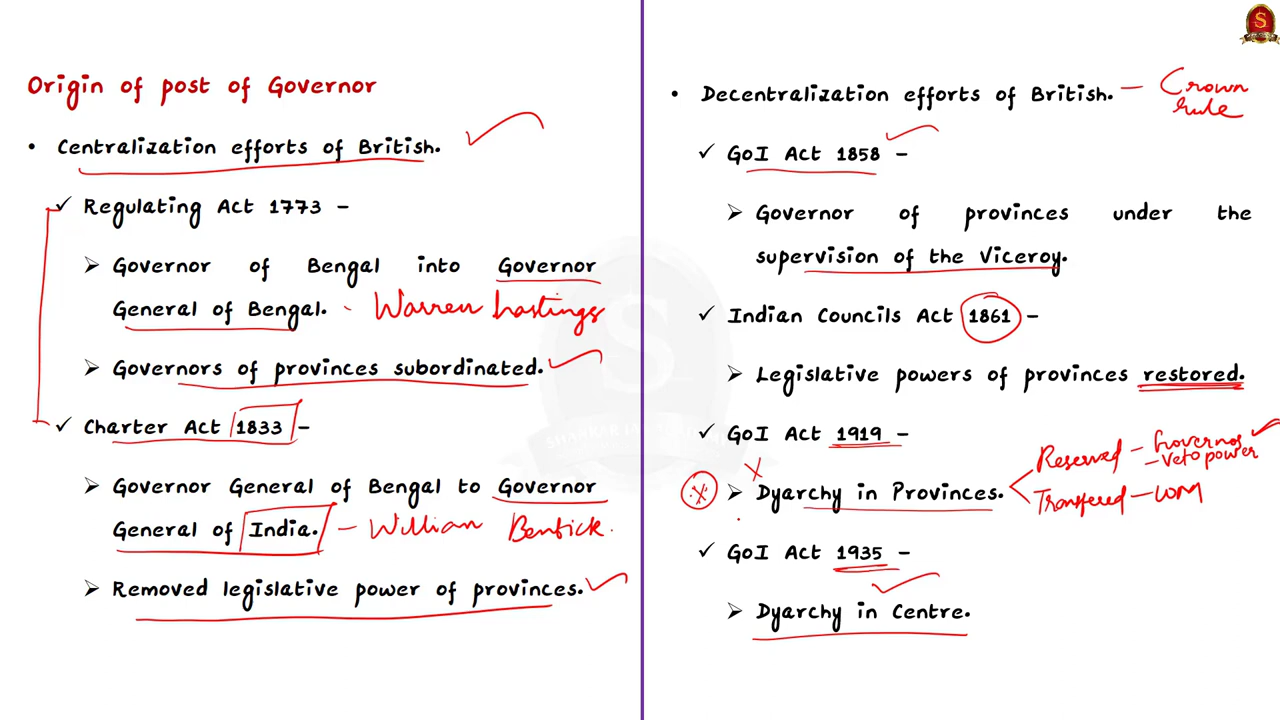 Origin of post of Governor
• Centralization efforts of British.
✓ Regulating Act 1773 -
➢ Governor of Bengal into Governor
General of Bengal. - Warren hastings
➢ Governors of provinces subordinated.
✓ Charter Act 1833 -
➢ Governor General of Bengal to Governor
General of India. - Willian Bentick.
➢ Removed legislative power of provinces.
• Decentralization efforts of British. - Crown
rule
✓ GoI Act 1858 -
➢ Governor of provinces under the
supervision of the Viceroy.
✓ Indian Councils Act 1861 -
➢ Legislative powers of provinces restored.
✓ GoI Act 1919 -
Reserved - Governos
- Veto power
➢ Dyarchy in Provinces.
Transfered -
✓ GoI Act 1935 -
➢ Dyarchy in Centre.